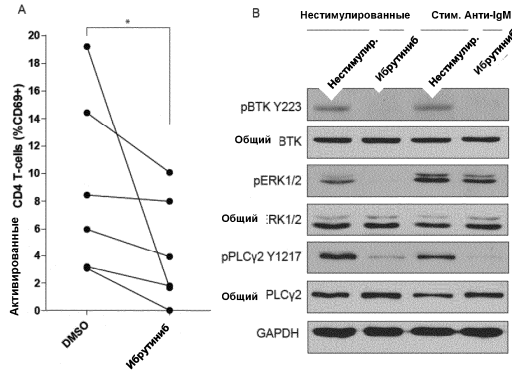 A
*
Активированные CD4 T-cells (%CD69+)
20
18
16
14
12
10
8
6
4
2
0
DMSO
Ибрутиниб
B
Нестимулированные Стим. Анти-IgM
Нестимулир. Ибрутиниб Нестимулир. Ибрутиниб
pBTK Y223
Общий BTK
pERK1/2
Общий ERK1/2
pPLCγ2 Y1217
Общий PLCγ2
GAPDH